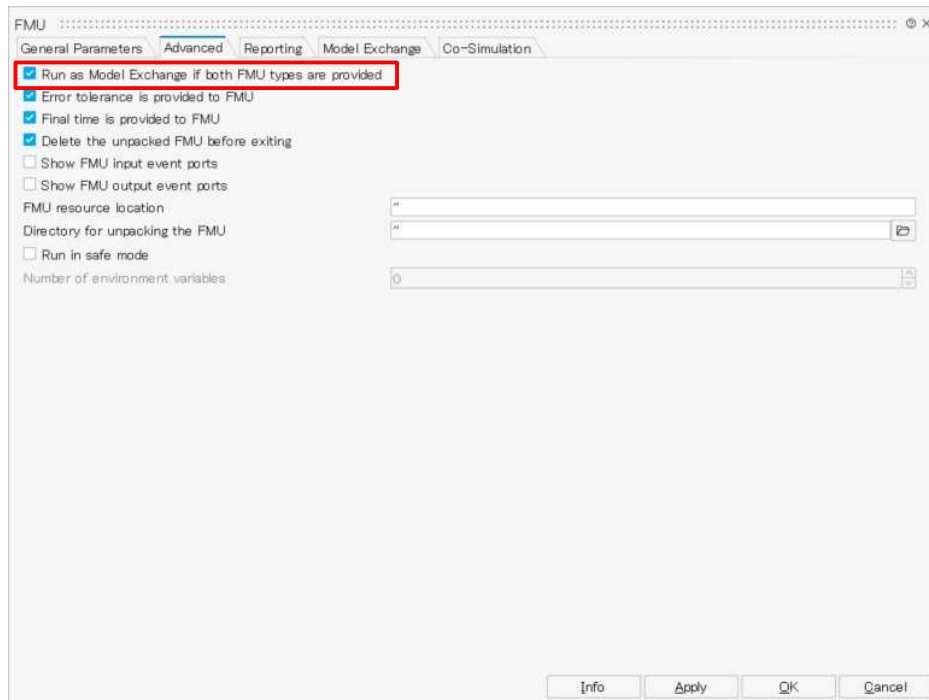 FMU
General Parameters Advanced Reporting Model Exchange Co-Simulation
Run as Model Exchange if both FMU types are provided
Error tolerance is provided to FMU
Final time is provided to FMU
Delete the unpacked FMU before exiting
Show FMU input event ports
Show FMU output event ports
FMU resource location ''
Directory for unpacking the FMU ''
Run in safe mode
Number of environment variables 0
Info Apply OK Cancel